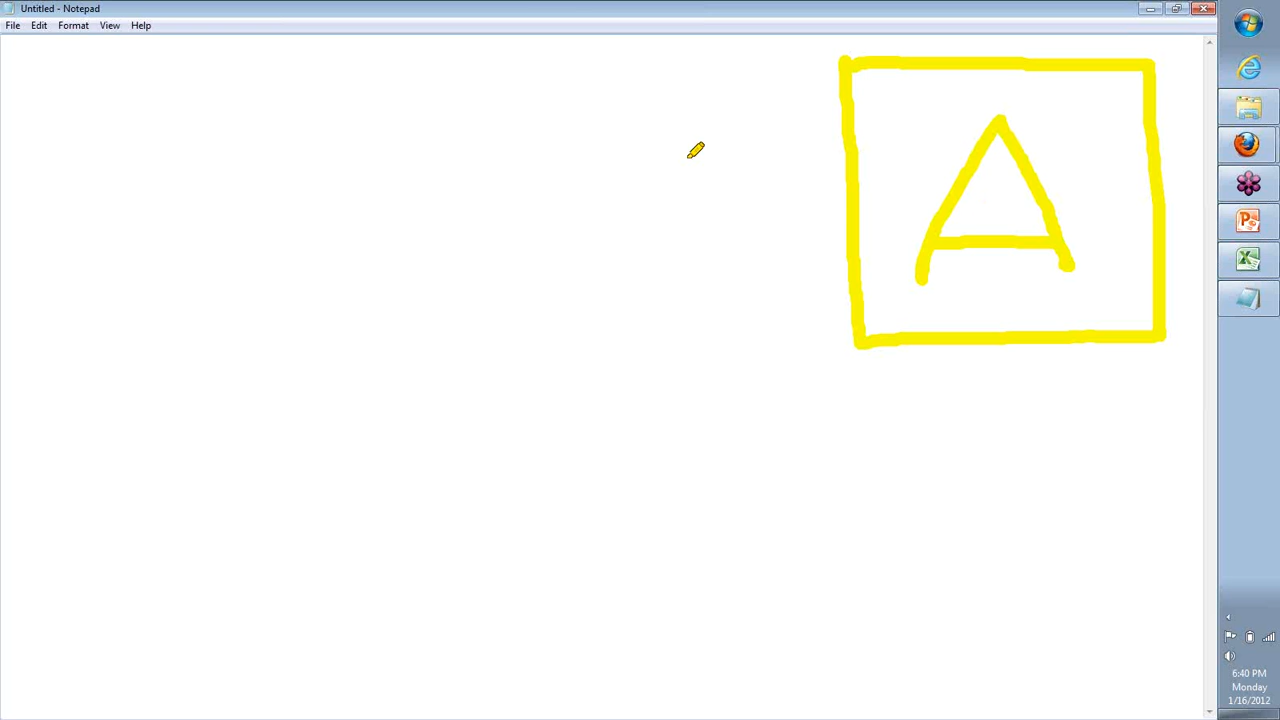 Untitled - Notepad
File Edit Format View Help
A
6:40 PM
Monday
1/16/2012